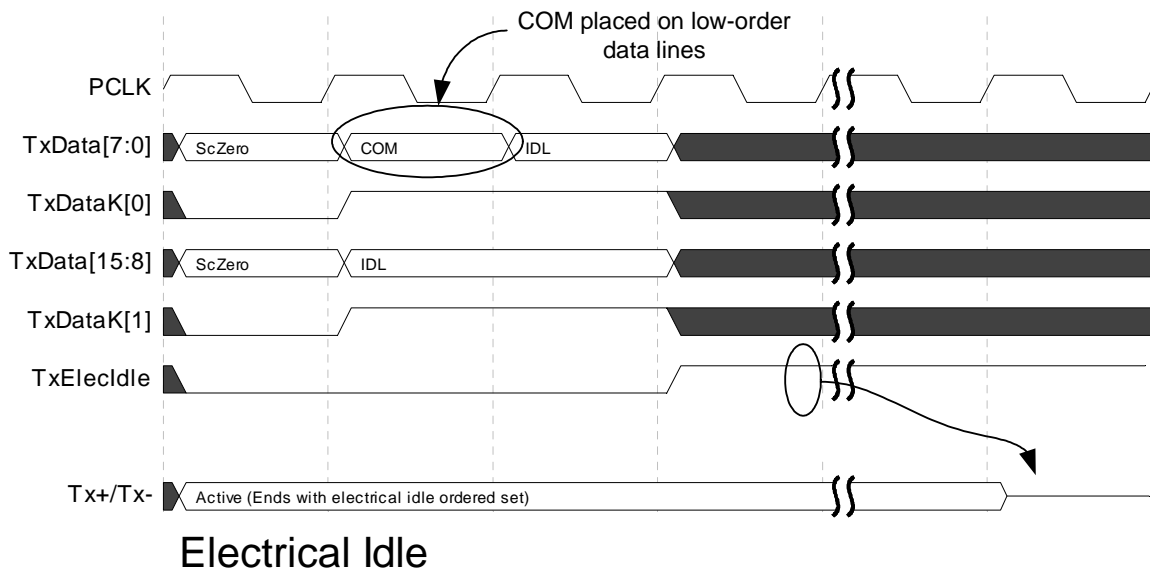 COM placed on low-order
data lines
PCLK
TxData[7:0]
ScZero
COM
IDL
TxDataK[0]
TxData[15:8]
ScZero
IDL
TxDataK[1]
TxElecIdle
Tx+/Tx-
Active (Ends with electrical idle ordered set)
Electrical Idle